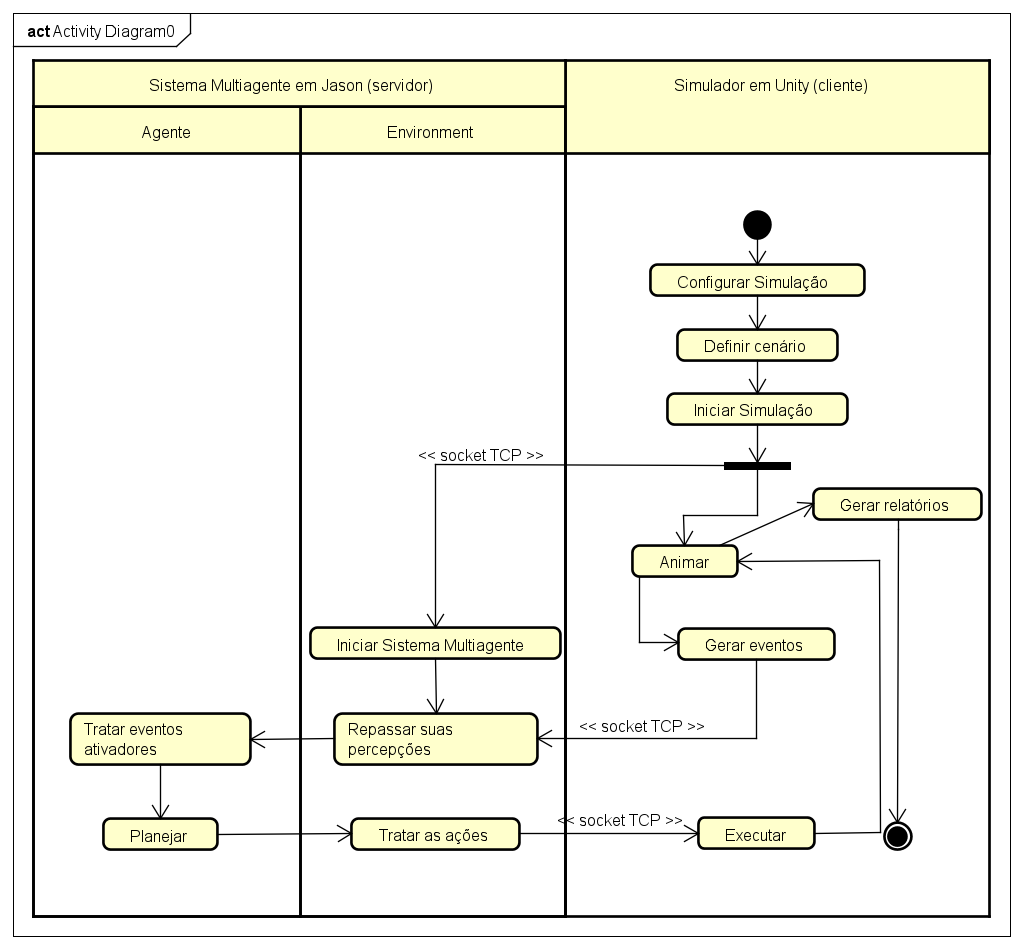 act Activity Diagram0
Sistema Multiagente em Jason (servidor)
Simulador em Unity (cliente)
Agente
Environment
Configurar Simulação
Definir cenário
Iniciar Simulação
<< socket TCP >>
Gerar relatórios
Animar
Iniciar Sistema Multiagente
Gerar eventos
Tratar eventos
ativadores
Repassar suas
percepções
<< socket TCP >>
Planejar
Tratar as ações
<< socket TCP >>
Executar